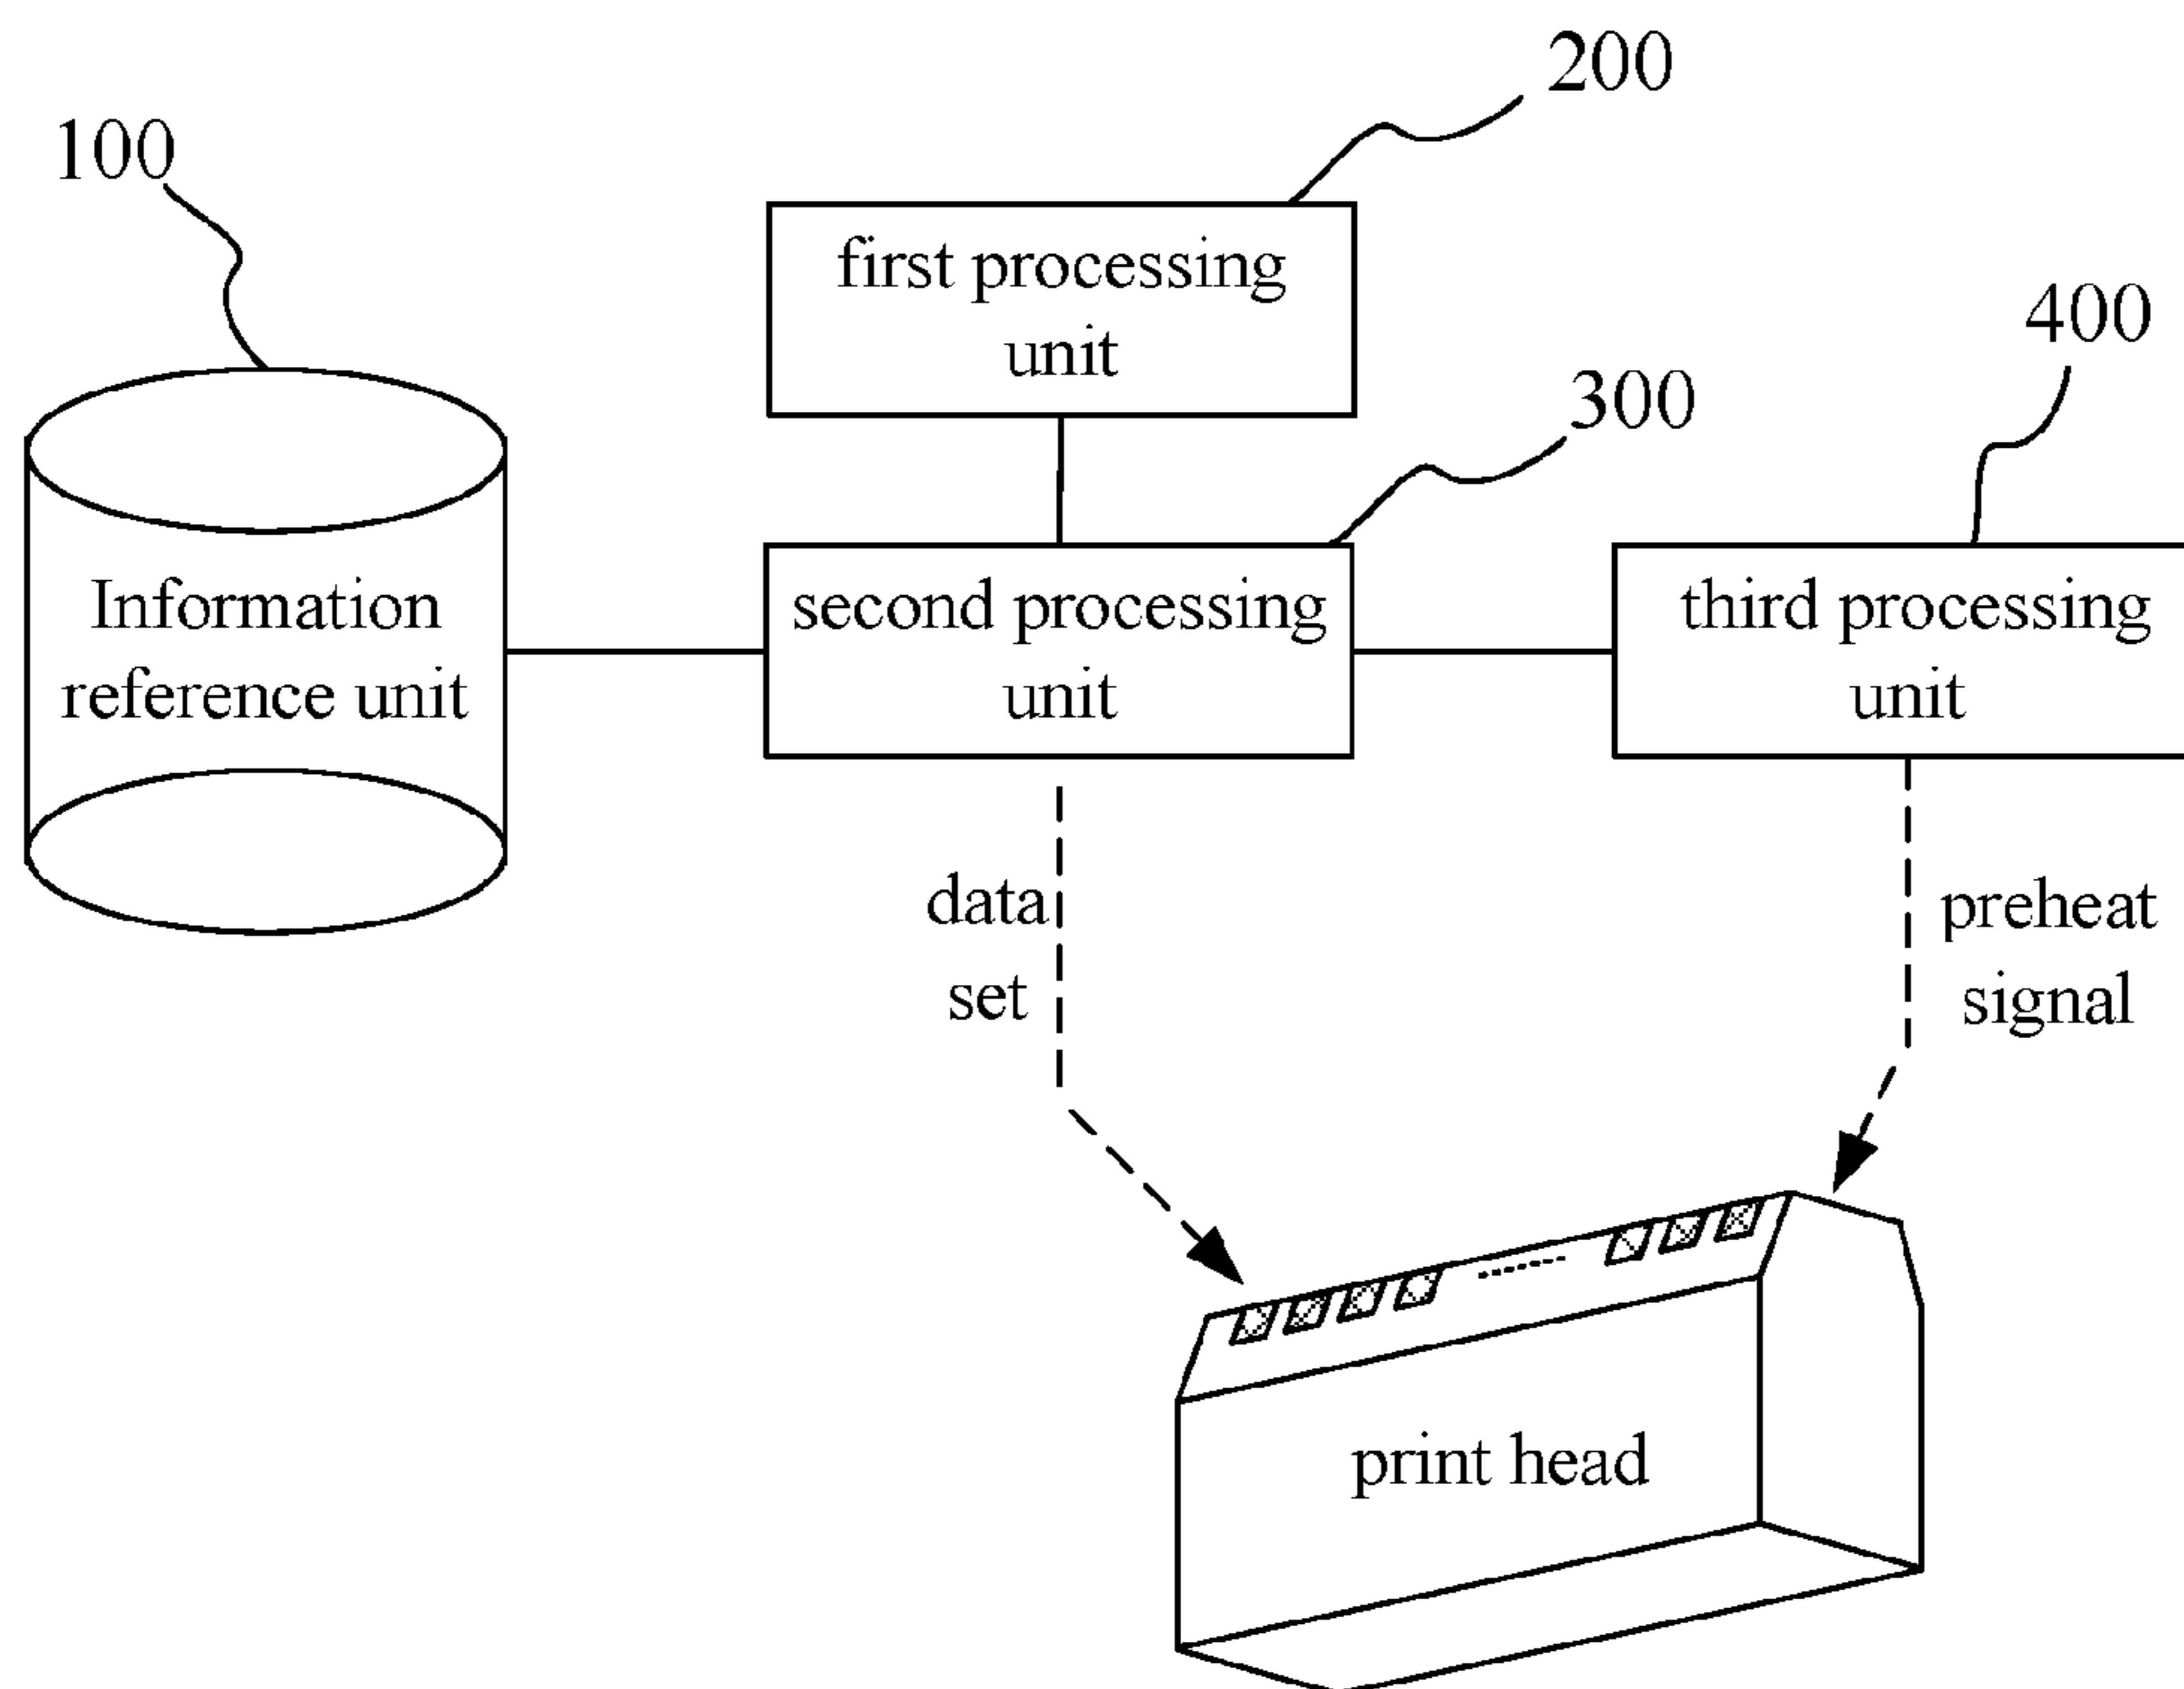 200
100
first processing
unit
400
300
Information
reference unit
second processing
unit
third processing
unit
data
set
preheat
signal
print head